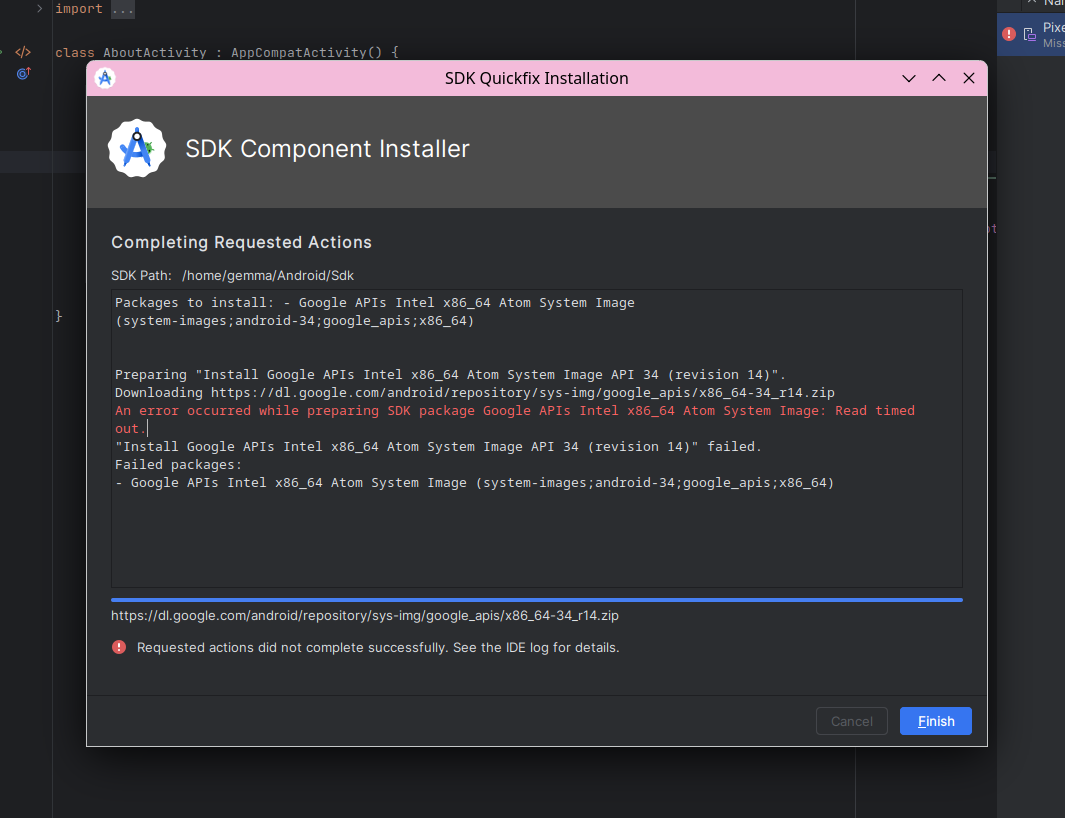 import ...
Nam
class AboutActivity : AppCompatActivity() {
Pixe
Miss
SDK Quickfix Installation
SDK Component Installer
Completing Requested Actions
SDK Path: /home/gemma/Android/Sdk
Packages to install: - Google APIs Intel x86_64 Atom System Image
(system-images;android-34;google_apis;x86_64)
Preparing "Install Google APIs Intel x86_64 Atom System Image API 34 (revision 14)".
Downloading https://dl.google.com/android/repository/sys-img/google_apis/x86_64-34_r14.zip
An error occurred while preparing SDK package Google APIs Intel x86_64 Atom System Image: Read timed
out.
"Install Google APIs Intel x86_64 Atom System Image API 34 (revision 14)" failed.
Failed packages:
- Google APIs Intel x86_64 Atom System Image (system-images;android-34;google_apis;x86_64)
}
https://dl.google.com/android/repository/sys-img/google_apis/x86_64-34_r14.zip
Requested actions did not complete successfully. See the IDE log for details.
Cancel
Finish